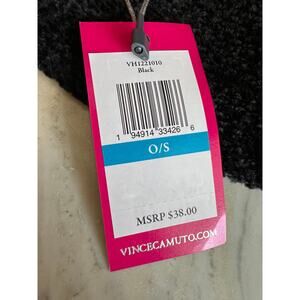 VH1221010
Black
1 94914 33426 6
O/S
MSRP $38.00
VINCECAMUTO.COM